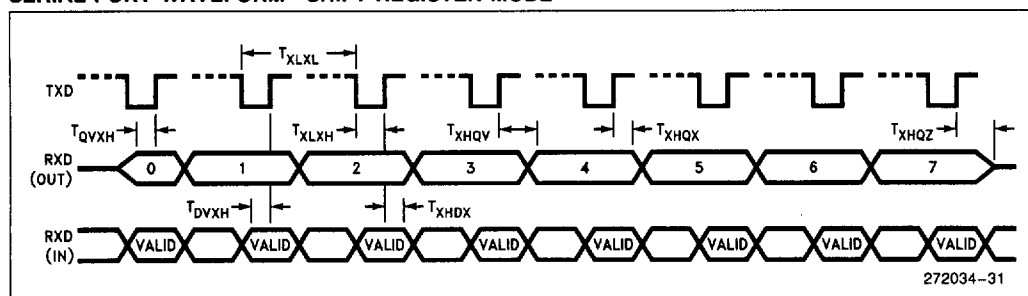 SERIAL PORT WAVEFORM—SHIFT REGISTER MODE
TXLXL
TXD
TQVXH TXLXH TXHQV TXHQX TXHQZ
RXD (OUT) 0 1 2 3 4 5 6 7
TDVXH TXHDX
RXD (IN) VALID VALID VALID VALID VALID VALID VALID VALID
272034-31